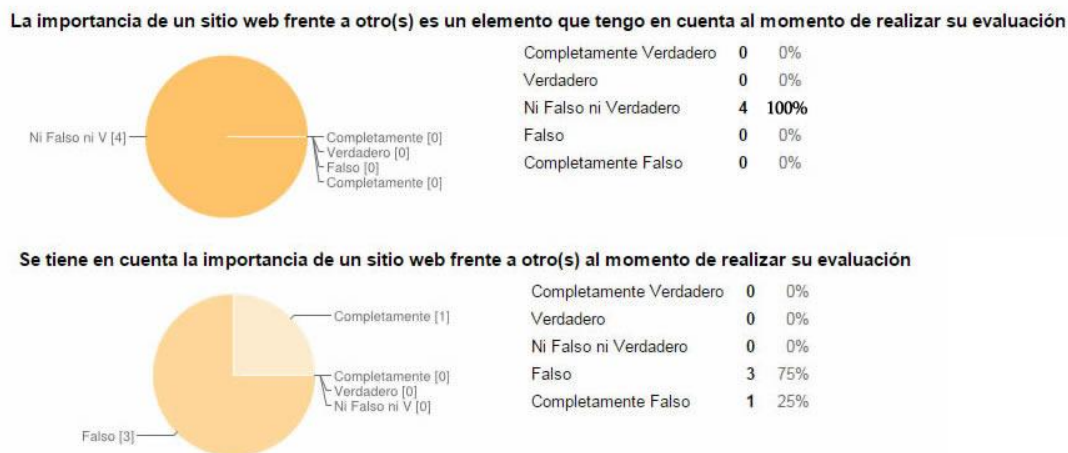 La importancia de un sitio web frente a otro(s) es un elemento que tengo en cuenta al momento de realizar su evaluación
Ni Falso ni V [4]
Completamente [0]
Verdadero [0]
Falso [0]
Completamente [0]
Completamente Verdadero 0 0%
Verdadero 0 0%
Ni Falso ni Verdadero 4 100%
Falso 0 0%
Completamente Falso 0 0%
Se tiene en cuenta la importancia de un sitio web frente a otro(s) al momento de realizar su evaluación
Completamente [1]
Completamente [0]
Verdadero [0]
Ni Falso ni V [0]
Falso [3]
Completamente Verdadero 0 0%
Verdadero 0 0%
Ni Falso ni Verdadero 0 0%
Falso 3 75%
Completamente Falso 1 25%